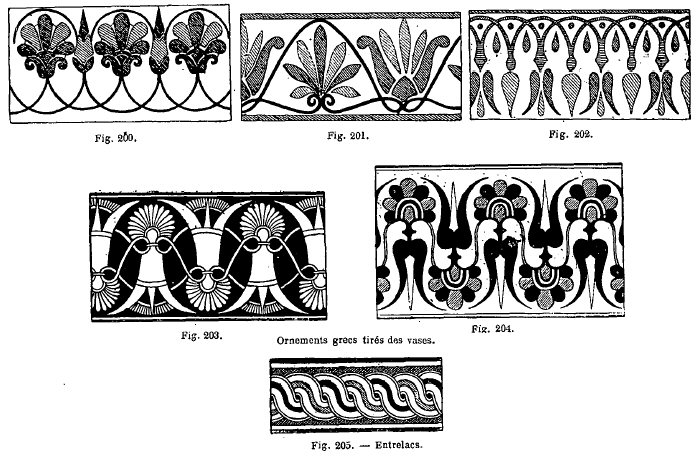 Fig. 200.
Fig. 201.
Fig. 202.
Fig. 203.
Fig. 204.
Ornements grecs tirés des vases.
Fig. 205. — Entrelacs.